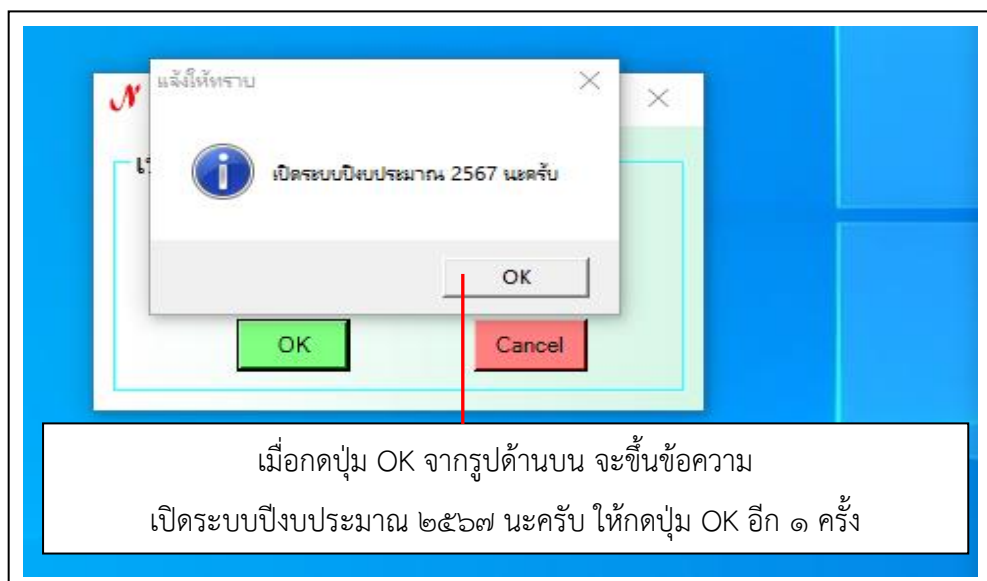 แจ้งให้ทราบ
N
เปิดระบบปีงบประมาณ 2567 นะครับ
OK
OK Cancel
เมื่อกดปุ่ม OK จากรูปด้านบน จะขึ้นข้อความ
เปิดระบบปีงบประมาณ ๒๕๖๗ นะครับ ให้กดปุ่ม OK อีก ๑ ครั้ง